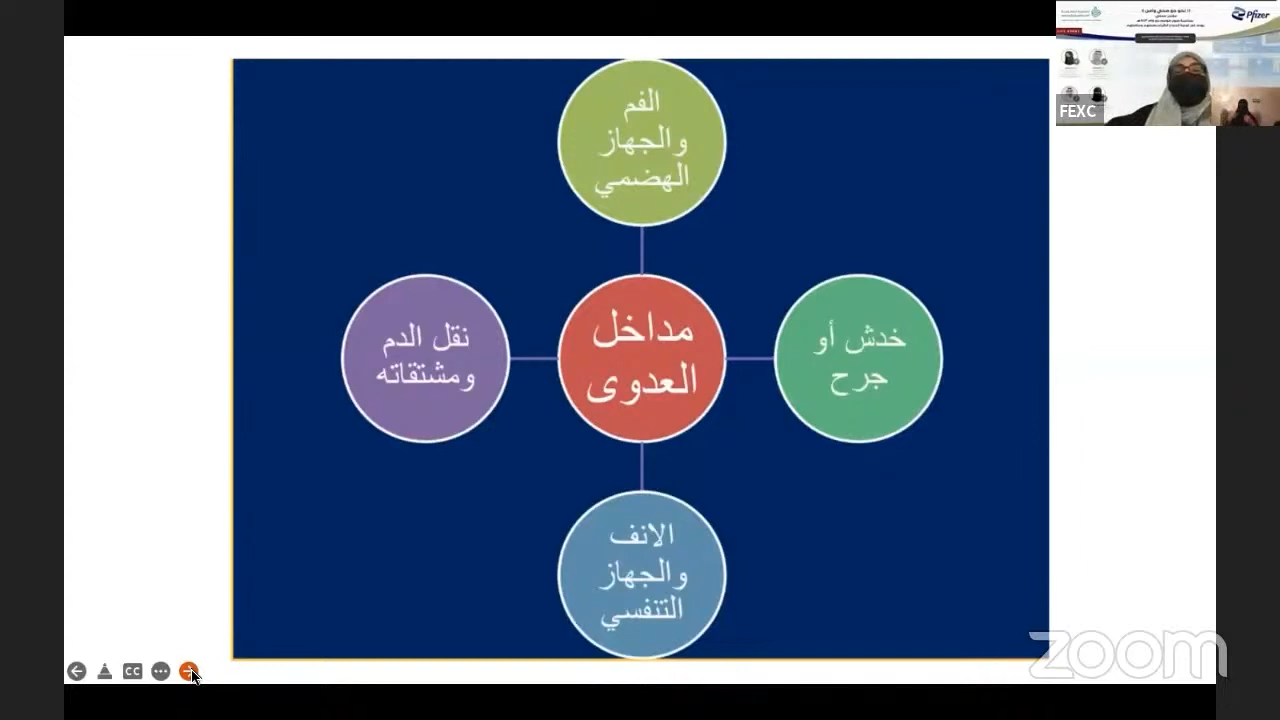 الفم
والجهاز
الهضمي
خدش أو
جرح
مداخل
العدوى
نقل الدم
ومشتقاته
الانف
والجهاز
التنفسي
Pfizer
FEXC
zoom
CC